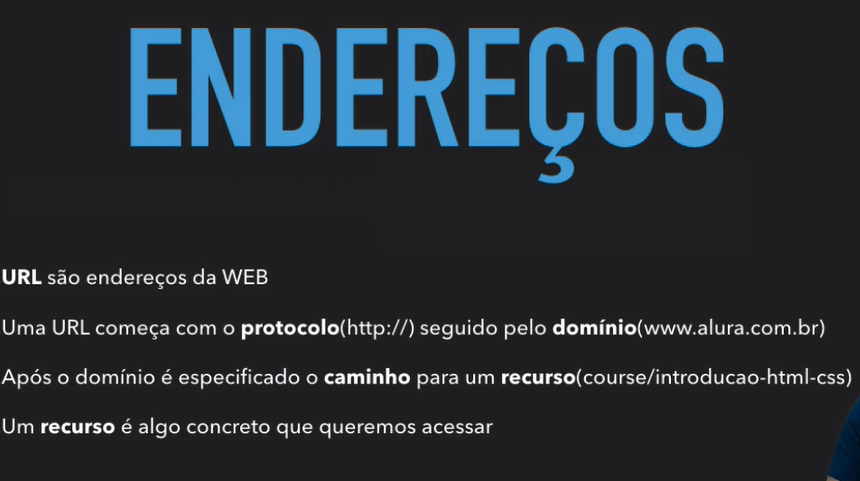 ENDEREÇOS
URL são endereços da WEB
Uma URL começa com o protocolo(http://) seguido pelo domínio(www.alura.com.br)
Após o domínio é especificado o caminho para um recurso(course/introducao-html-css)
Um recurso é algo concreto que queremos acessar